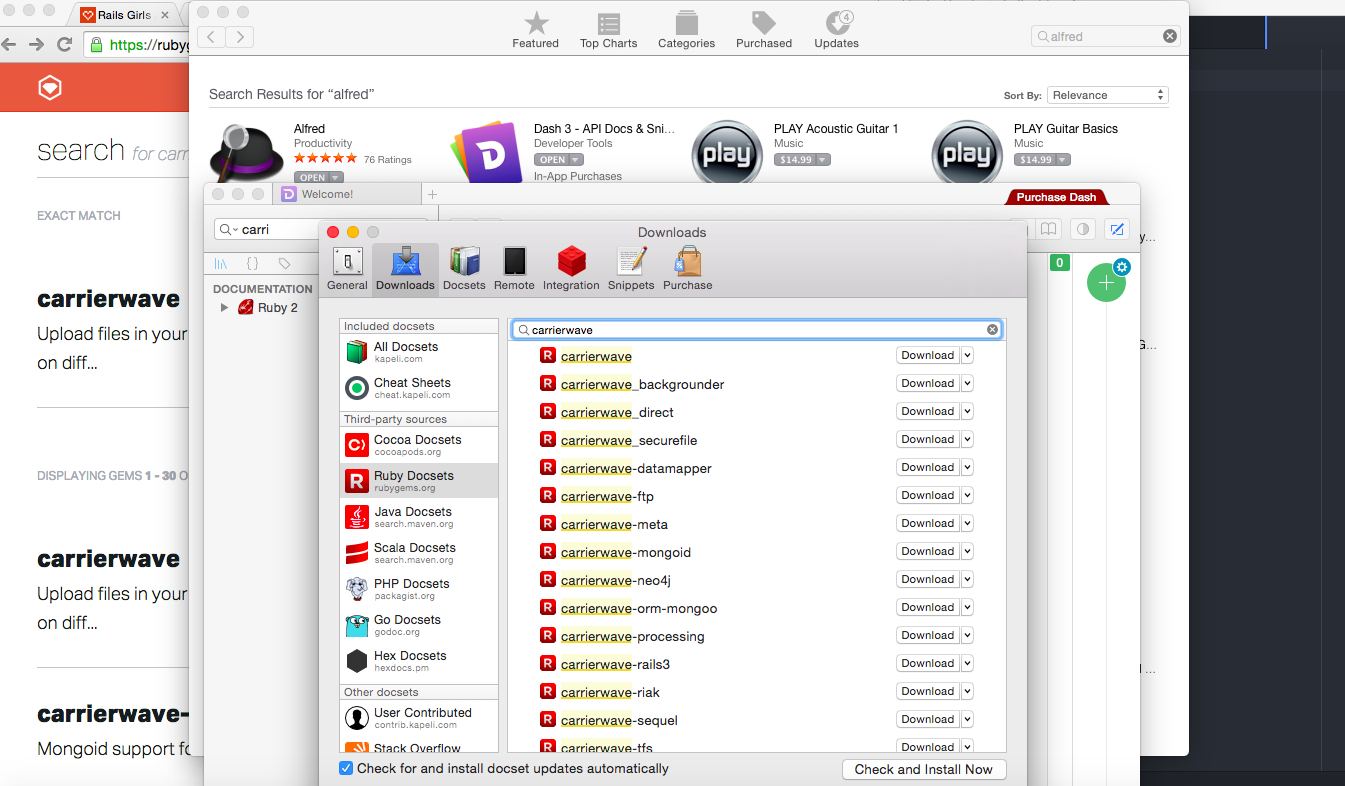 Rails Girls
https://rubyg
search for carr
EXACT MATCH
carrierwave
Upload files in your
on diff...
DISPLAYING GEMS 1 - 30 O
carrierwave
Upload files in your
on diff...
carrierwave-
Mongoid support fo
Featured
Top Charts
Categories
Purchased
4
Updates
alfred
Search Results for “alfred”
Sort By: Relevance
Alfred
Productivity
76 Ratings
OPEN
Dash 3 - API Docs & Sni...
Developer Tools
OPEN
In-App Purchases
play
PLAY Acoustic Guitar 1
Music
$14.99
play
PLAY Guitar Basics
Music
$14.99
Welcome!
Purchase Dash
carri
DOCUMENTATION
Ruby 2
0
Downloads
General
Downloads
Docsets
Remote
Integration
Snippets
Purchase
Included docsets
All Docsets
kapeli.com
Cheat Sheets
cheat.kapeli.com
Third-party sources
Cocoa Docsets
cocoapods.org
Ruby Docsets
rubygems.org
Java Docsets
search.maven.org
Scala Docsets
search.maven.org
PHP Docsets
packagist.org
Go Docsets
godoc.org
Hex Docsets
hexdocs.pm
Other docsets
User Contributed
contrib.kapeli.com
Stack Overflow
carrierwave
carrierwave Download
carrierwave_backgrounder Download
carrierwave_direct Download
carrierwave_securefile Download
carrierwave-datamapper Download
carrierwave-ftp Download
carrierwave-meta Download
carrierwave-mongoid Download
carrierwave-neo4j Download
carrierwave-orm-mongoo Download
carrierwave-processing Download
carrierwave-rails3 Download
carrierwave-riak Download
carrierwave-sequel Download
carrierwave-tfs Download
Check for and install docset updates automatically
Check and Install Now